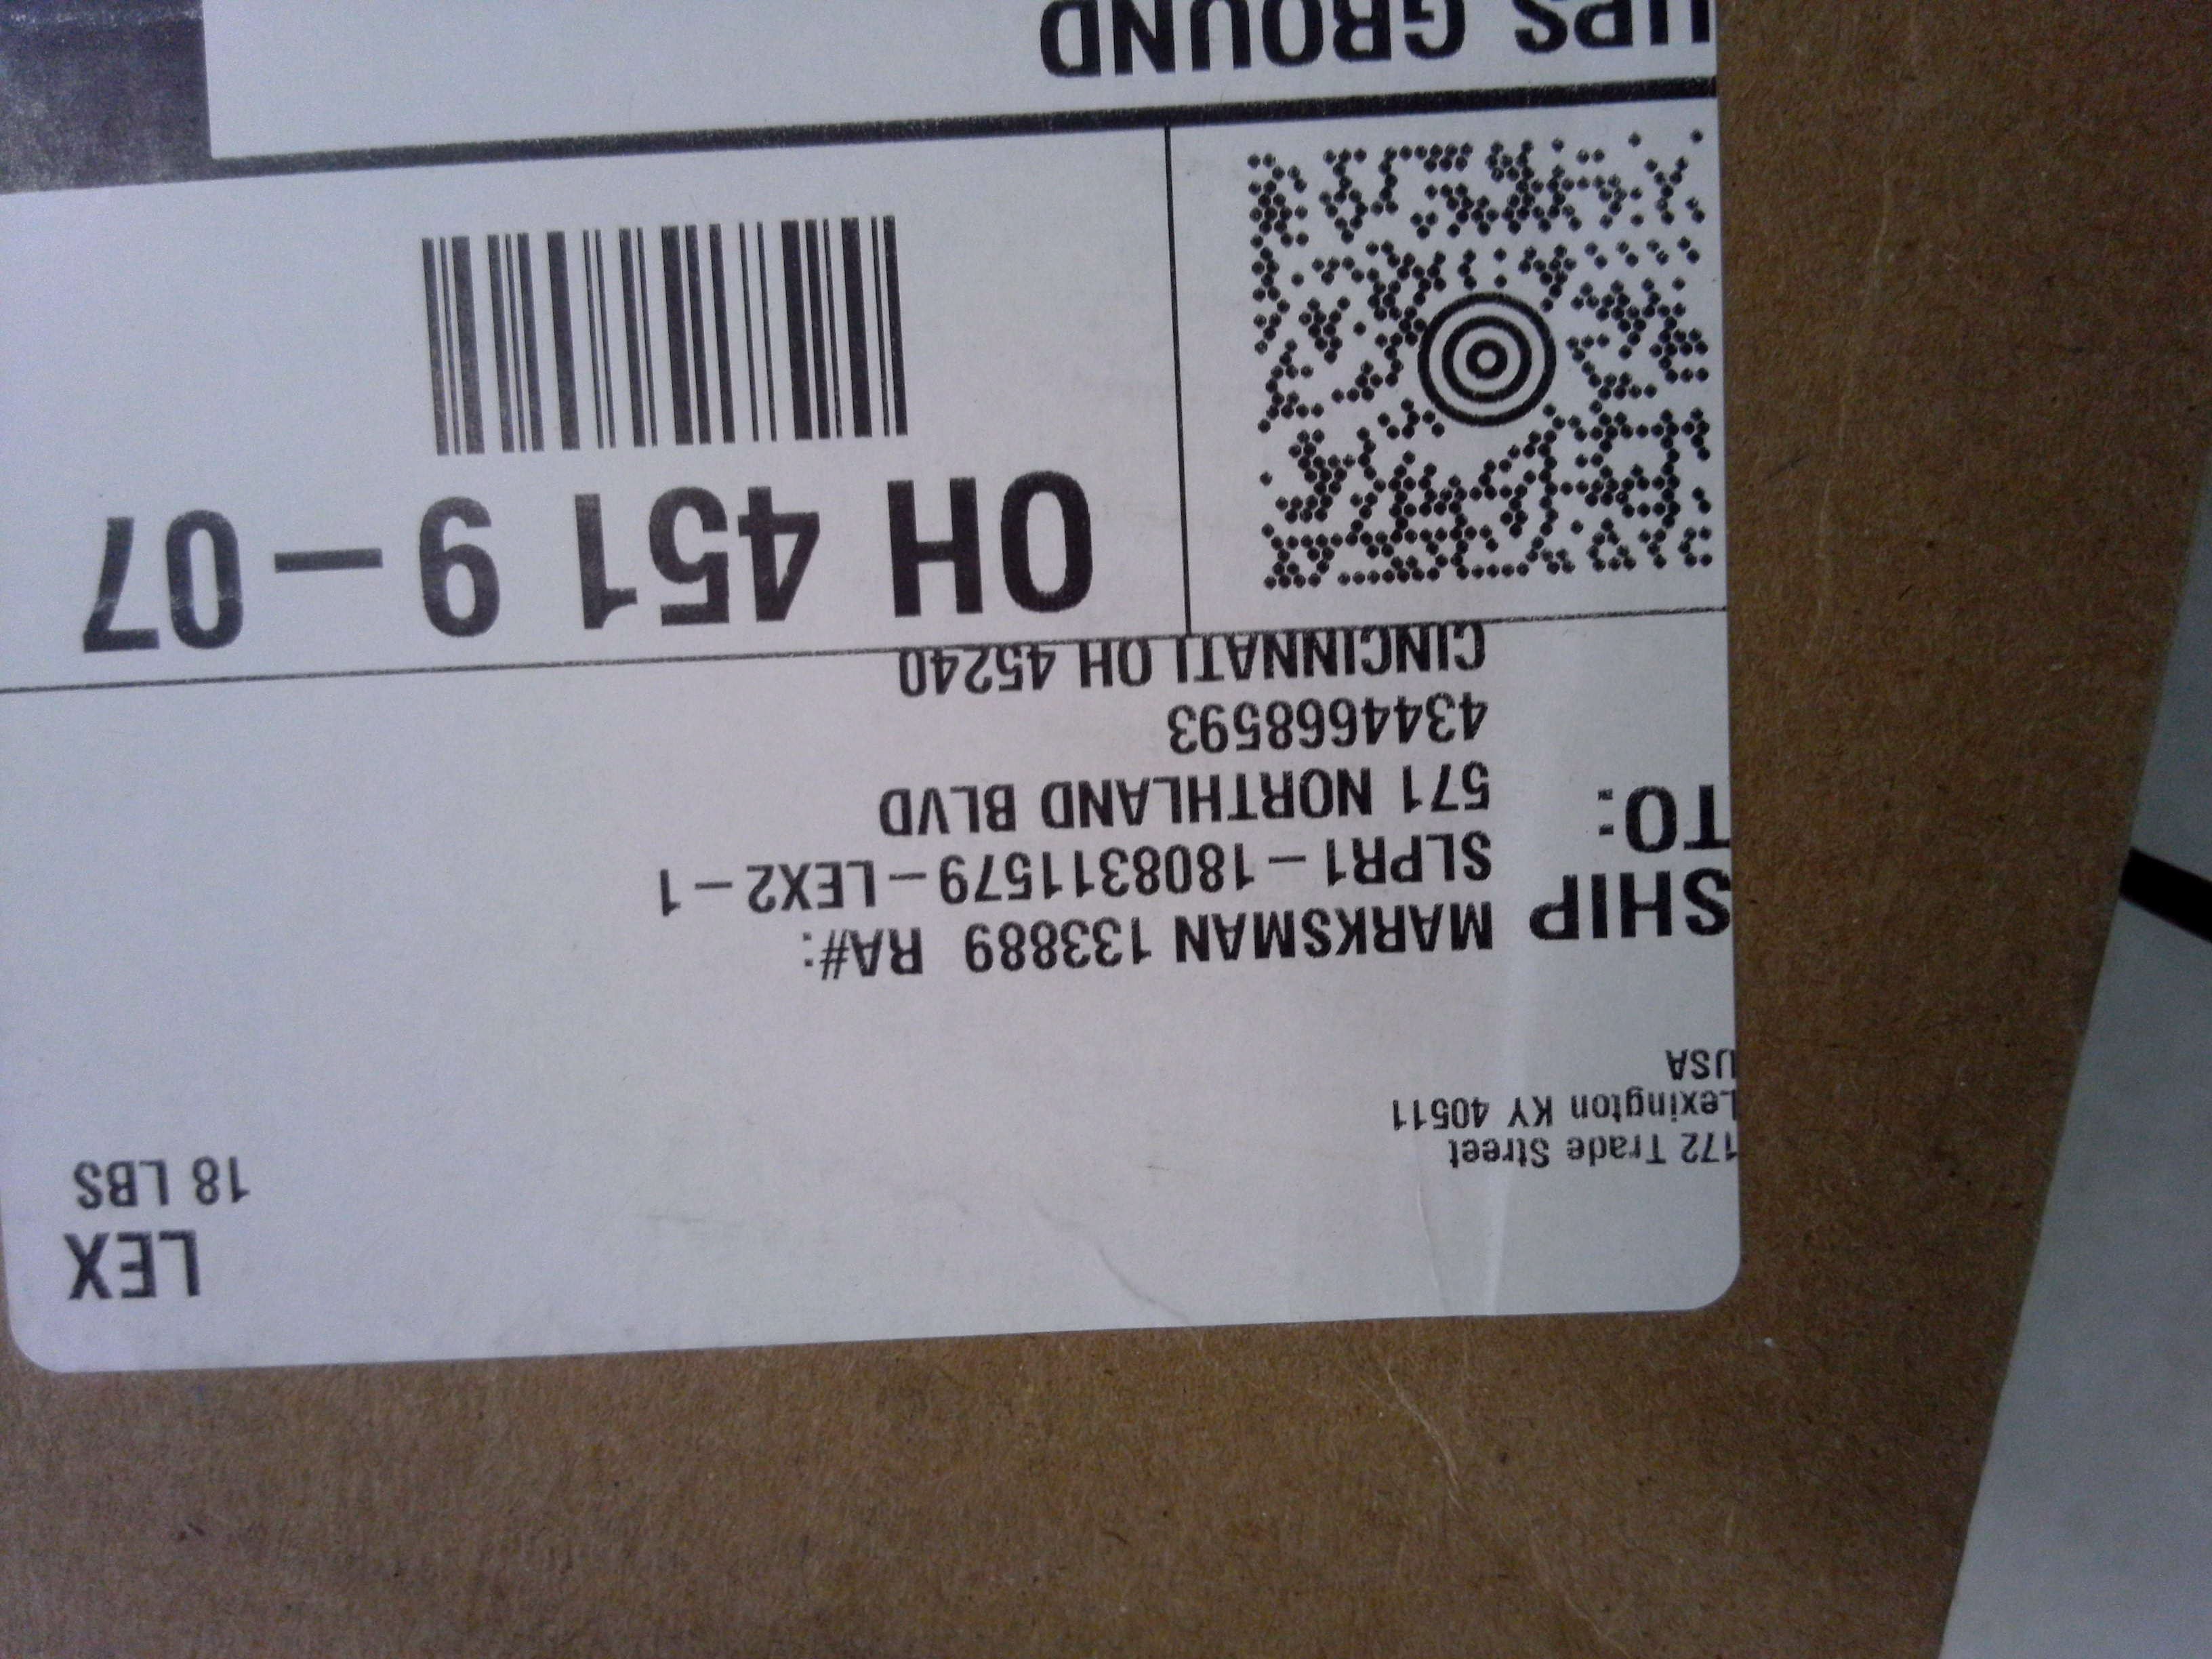 LEX
18 LBS
172 Trade Street
Lexington KY 40511
USA
SHIP
TO:
MARKSMAN 133889 RA#:
SLPR1-1808311579-LEX2-1
571 NORTHLAND BLVD
4344668593
CINCINNATI OH 45240
OH 451 9-07
UPS GROUND